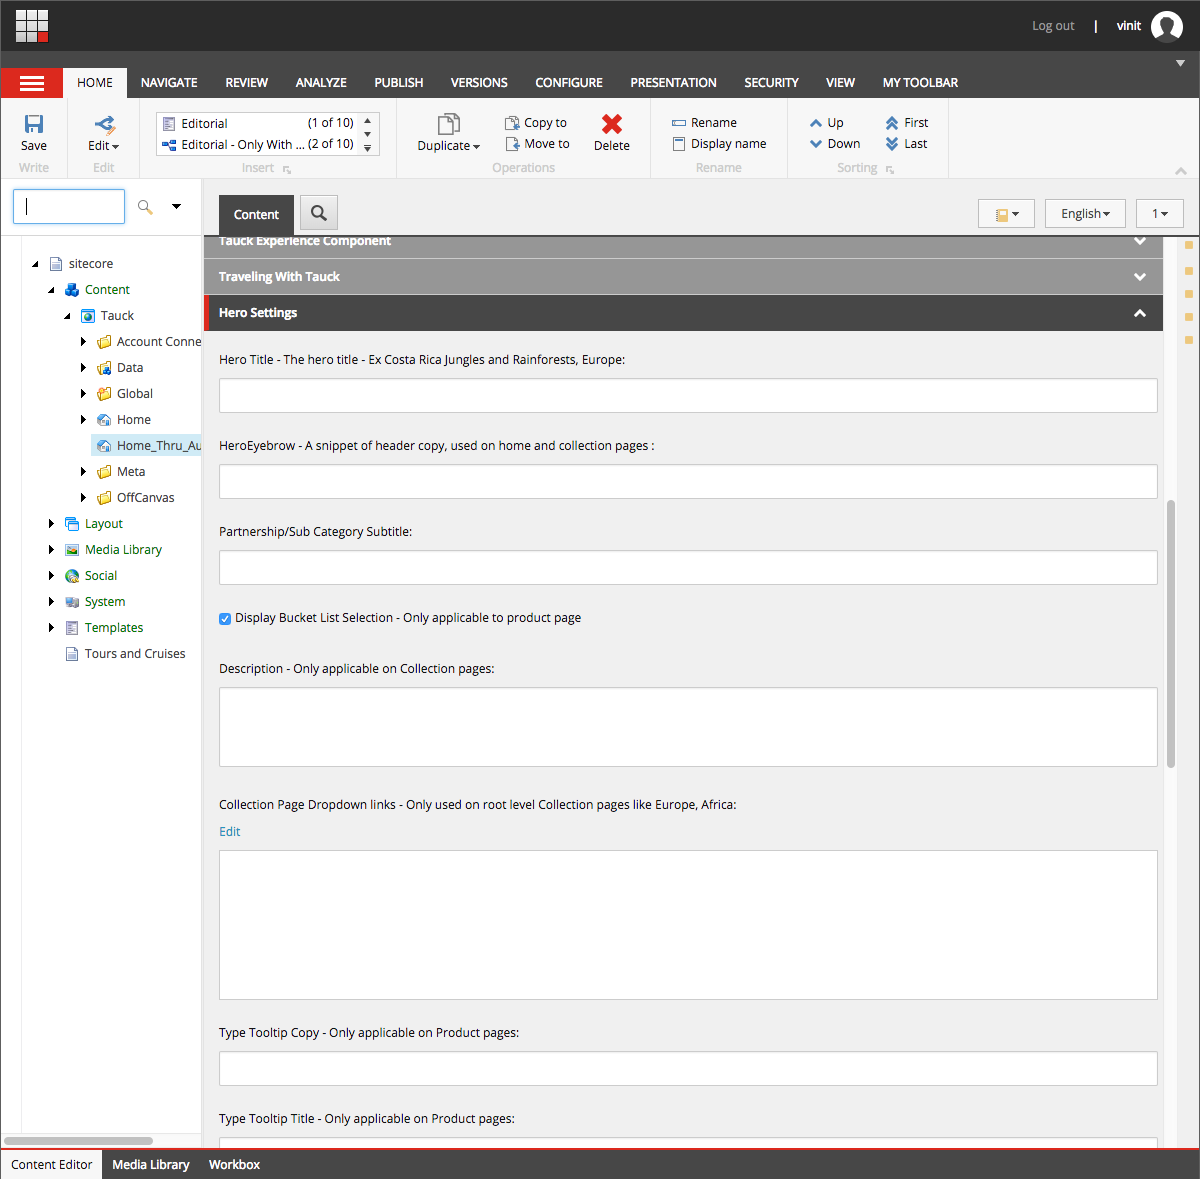 Log out | vinit
HOME NAVIGATE REVIEW ANALYZE PUBLISH VERSIONS CONFIGURE PRESENTATION SECURITY VIEW MY TOOLBAR
Save
Write
Edit
Edit
Editorial (1 of 10)
Editorial - Only With ... (2 of 10)
Insert
Duplicate
Copy to
Move to
Delete
Operations
Rename
Display name
Rename
Up First
Down Last
Sorting
Content
English
1
sitecore
Content
Tauck
Account Conne
Data
Global
Home
Home_Thru_Au
Meta
OffCanvas
Layout
Media Library
Social
System
Templates
Tours and Cruises
Tauck Experience Component
Traveling With Tauck
Hero Settings
Hero Title - The hero title - Ex Costa Rica Jungles and Rainforests, Europe:
HeroEyebrow - A snippet of header copy, used on home and collection pages :
Partnership/Sub Category Subtitle:
Display Bucket List Selection - Only applicable to product page
Description - Only applicable on Collection pages:
Collection Page Dropdown links - Only used on root level Collection pages like Europe, Africa:
Edit
Type Tooltip Copy - Only applicable on Product pages:
Type Tooltip Title - Only applicable on Product pages:
Content Editor Media Library Workbox